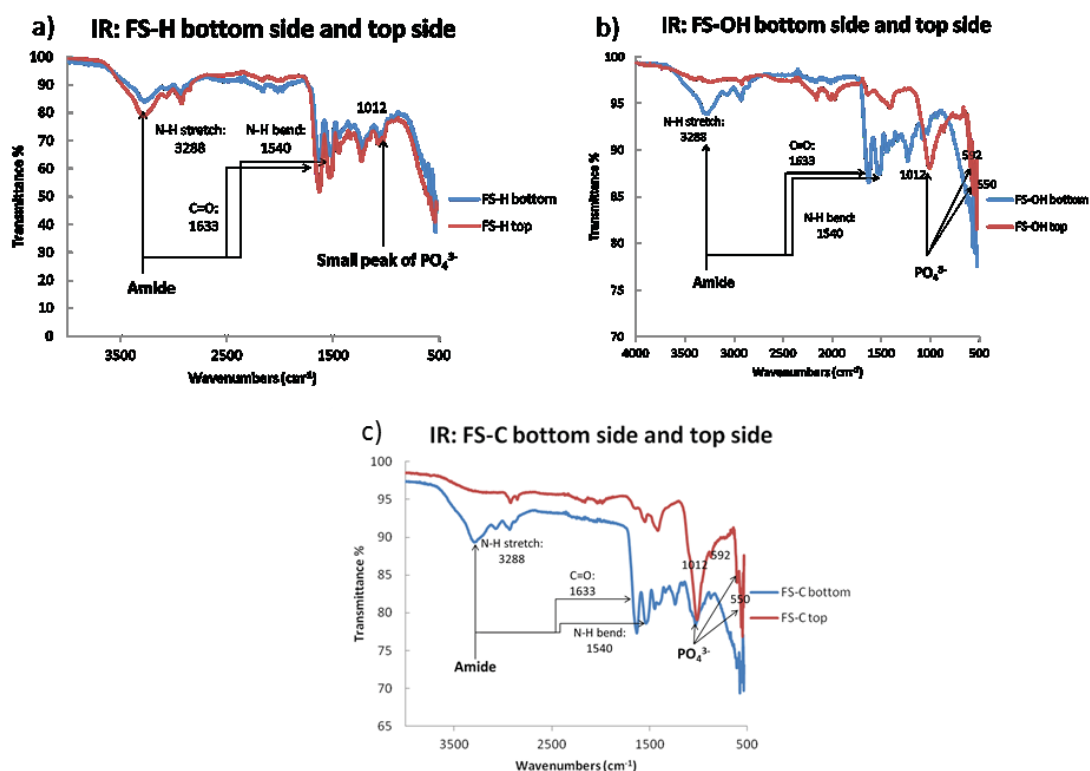 a)
IR: FS-H bottom side and top side
100
90
80
70
60
50
40
30
20
10
0
Transmittance %
3500
2500
1500
500
Wavenumbers (cm⁻¹)
N-H stretch:
3288
N-H bend:
1540
1012
C=O:
1633
Amide
Small peak of PO₄³⁻
FS-H bottom
FS-H top
b)
IR: FS-OH bottom side and top side
100
95
90
85
80
75
70
Transmittance %
4000
3500
3000
2500
2000
1500
1000
500
Wavenumbers (cm⁻¹)
N-H stretch:
3288
C=O:
1633
1012
592
550
N-H bend:
1540
Amide
PO₄³⁻
FS-OH bottom
FS-OH top
c)
IR: FS-C bottom side and top side
100
95
90
85
80
75
70
65
Transmittance %
3500
2500
1500
500
Wavenumbers (cm⁻¹)
N-H stretch:
3288
C=O:
1633
1012
592
550
N-H bend:
1540
Amide
PO₄³⁻
FS-C bottom
FS-C top